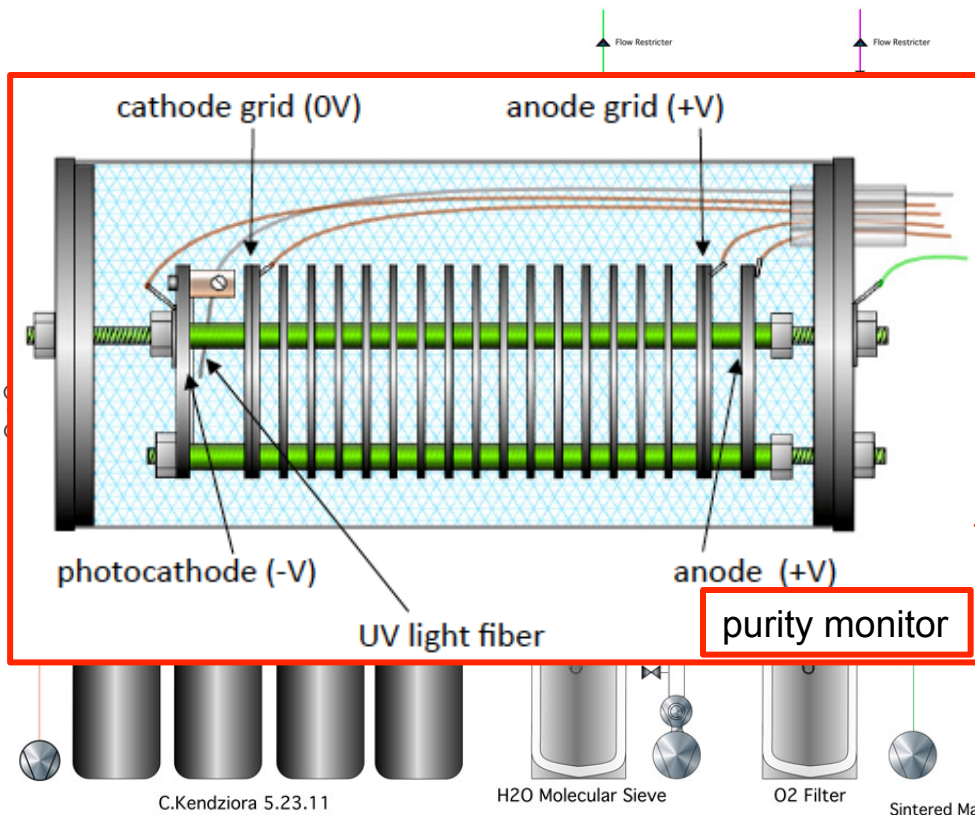 Flow Restricter
Flow Restricter
cathode grid (0V)
anode grid (+V)
photocathode (-V)
anode (+V)
UV light fiber
purity monitor
C.Kendziora 5.23.11
H2O Molecular Sieve
O2 Filter
Sintered